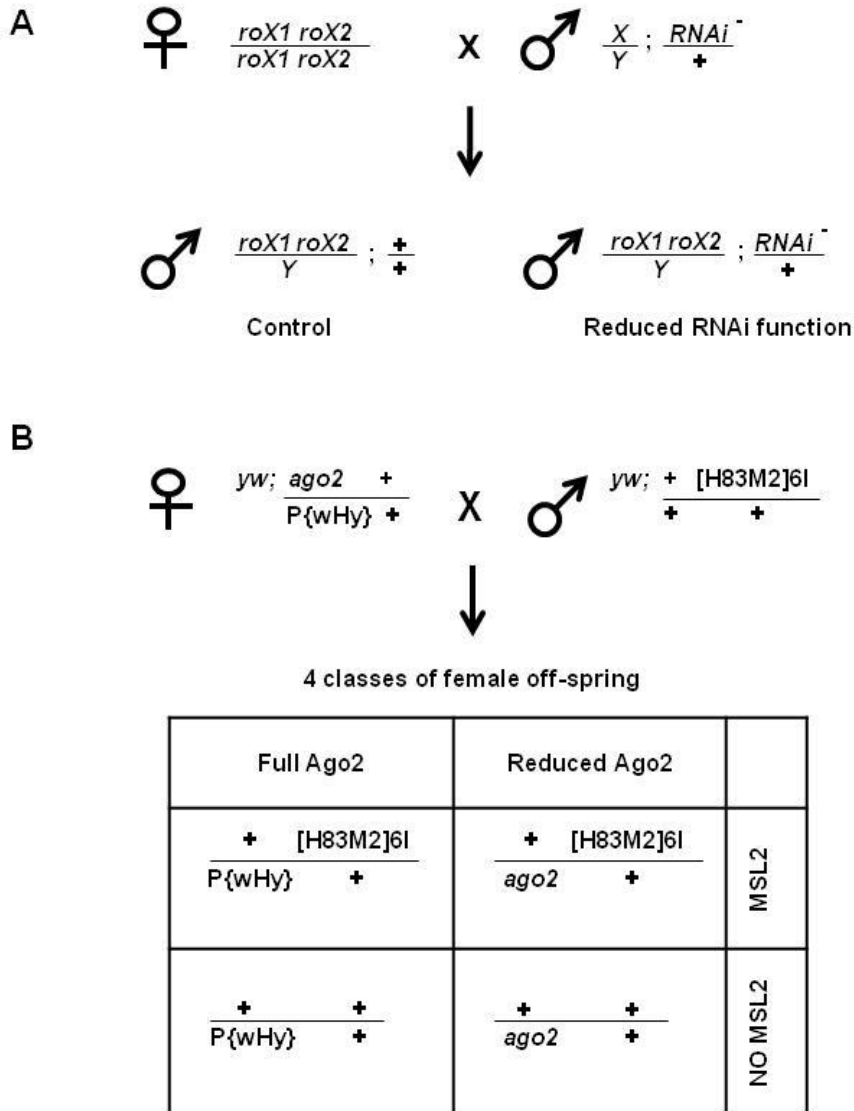 A
roX1 roX2
roX1 roX2
X
X
Y
;
RNAi -
+
roX1 roX2
Y
;
+
+
roX1 roX2
Y
;
RNAi -
+
Control
Reduced RNAi function
B
yw; ago2 +
P{wHy} +
X
yw; + [H83M2]6I
+ +
4 classes of female off-spring
Full Ago2
Reduced Ago2
+ [H83M2]6I
P{wHy} +
+ [H83M2]6I
ago2 +
MSL2
+ +
P{wHy} +
+ +
ago2 +
NO MSL2